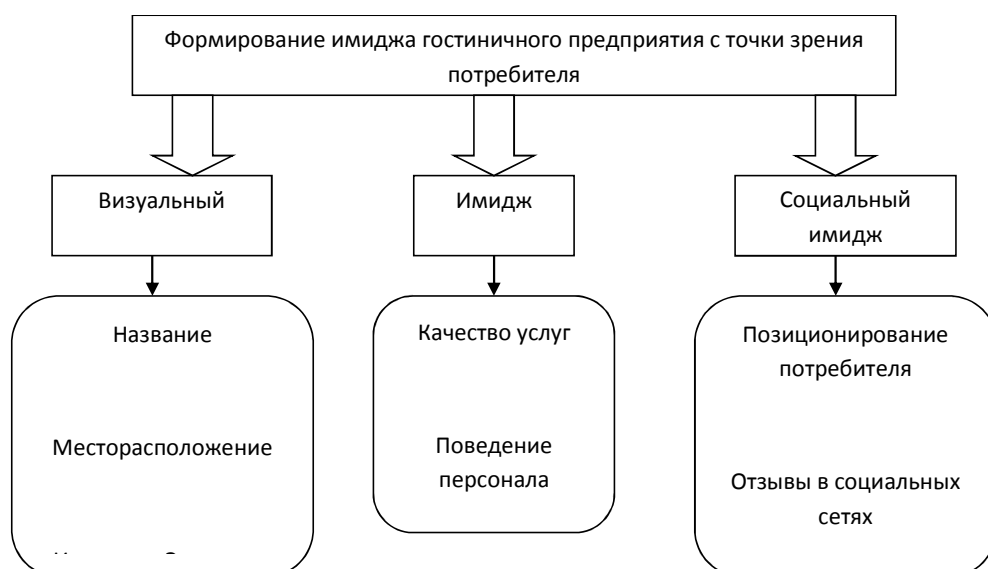 Формирование имиджа гостиничного предприятия с точки зрения
потребителя
Визуальный
Имидж
Социальный
имидж
Название
Месторасположение
Качество услуг
Поведение
персонала
Позиционирование
потребителя
Отзывы в социальных
сетях